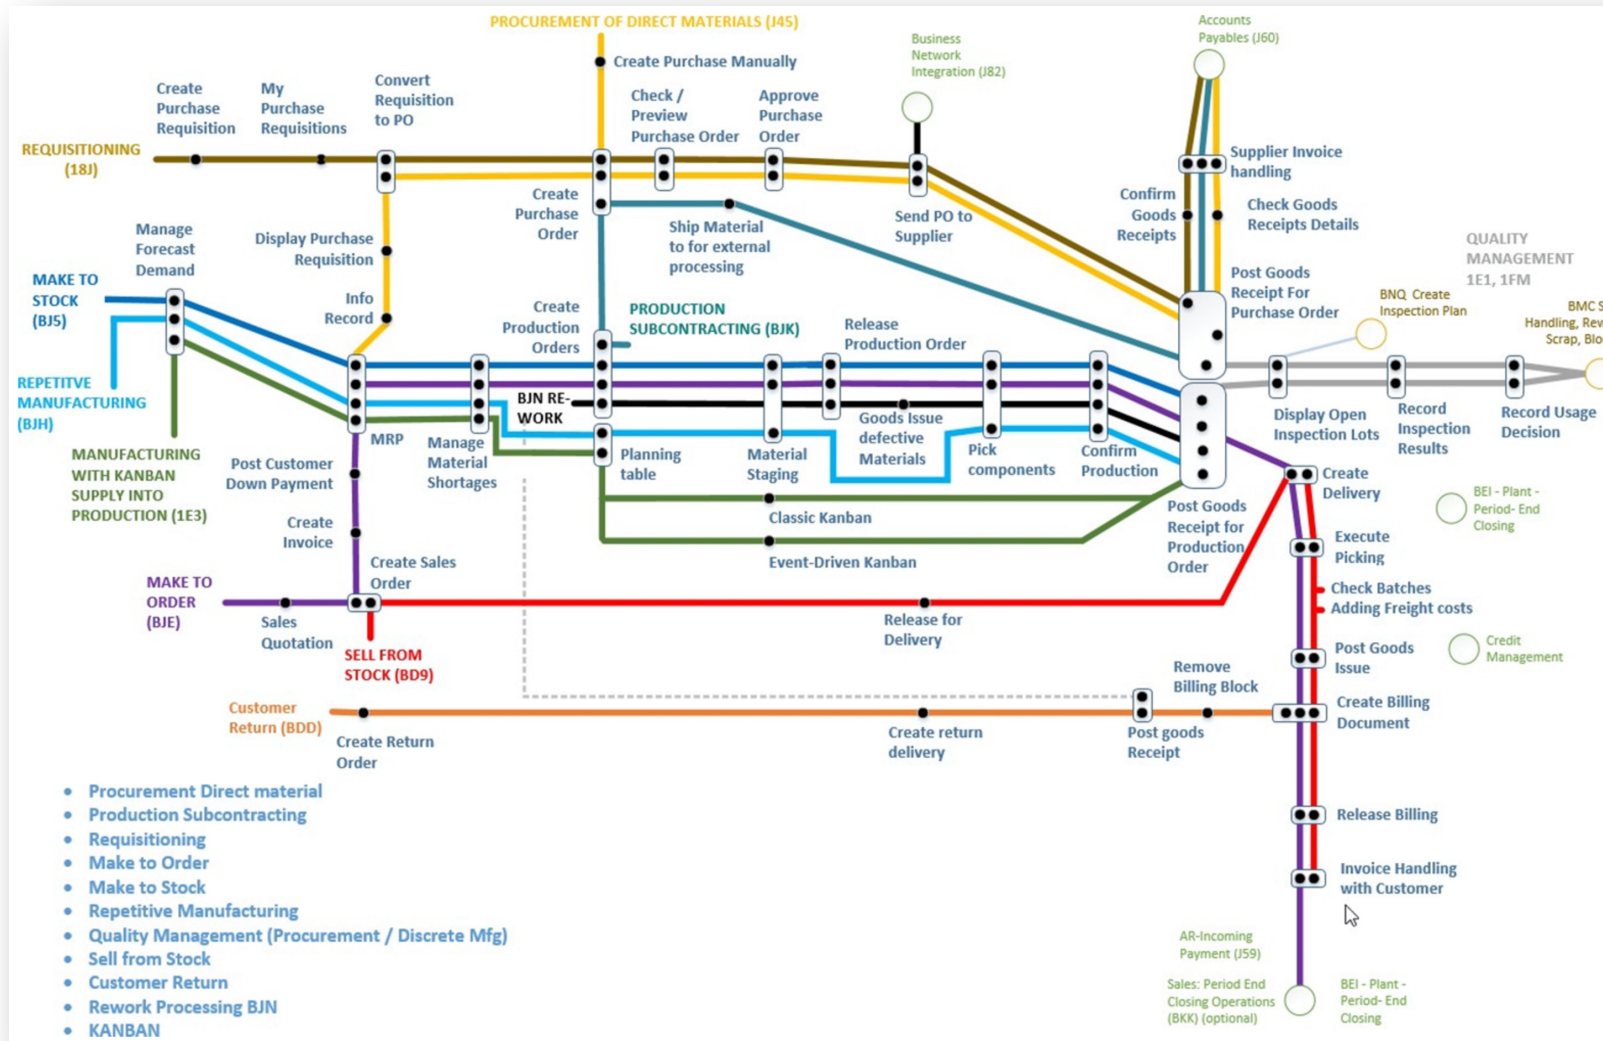 PROCUREMENT OF DIRECT MATERIALS (J45)
Accounts
Payables (J60)
Business
Network
Integration (J82)
Create Purchase Manually
Create
Purchase
Requisition
My
Purchase
Requisitions
Convert
Requisition
to PO
Check /
Preview
Purchase Order
Approve
Purchase
Order
REQUISITIONING
(18J)
Supplier Invoice
handling
Create
Purchase
Order
Confirm
Goods
Receipts
Check Goods
Receipts Details
Send PO to
Supplier
Ship Material
to for external
processing
Manage
Forecast
Demand
Display Purchase
Requisition
QUALITY
MANAGEMENT
1E1, 1FM
MAKE TO
STOCK
(BJ5)
Info
Record
Create
Production
Orders
PRODUCTION
SUBCONTRACTING (BJK)
Release
Production Order
Post Goods
Receipt For
Purchase Order
BNQ Create
Inspection Plan
BMC S
Handling, Rev
Scrap, Blo
REPETITVE
MANUFACTURING
(BJH)
BJN RE-
WORK
MRP
Manage
Material
Shortages
Planning
table
Material
Staging
Goods Issue
defective
Materials
Pick
components
Confirm
Production
Display Open
Inspection Lots
Record
Inspection
Results
Record Usage
Decision
MANUFACTURING
WITH KANBAN
SUPPLY INTO
PRODUCTION (1E3)
Post Customer
Down Payment
Create
Delivery
Classic Kanban
Post Goods
Receipt for
Production
Order
BEI - Plant -
Period- End
Closing
Create
Invoice
Execute
Picking
Event-Driven Kanban
Create Sales
Order
MAKE TO
ORDER
(BJE)
Check Batches
Adding Freight costs
Sales
Quotation
Release for
Delivery
SELL FROM
STOCK (BD9)
Post Goods
Issue
Credit
Management
Remove
Billing Block
Customer
Return (BDD)
Create Billing
Document
Create Return
Order
Create return
delivery
Post goods
Receipt
• Procurement Direct material
• Production Subcontracting
• Requisitioning
• Make to Order
• Make to Stock
• Repetitive Manufacturing
• Quality Management (Procurement / Discrete Mfg)
• Sell from Stock
• Customer Return
• Rework Processing BJN
• KANBAN
Release Billing
Invoice Handling
with Customer
AR-Incoming
Payment (J59)
Sales: Period End
Closing Operations
(BKK) (optional)
BEI - Plant -
Period- End
Closing